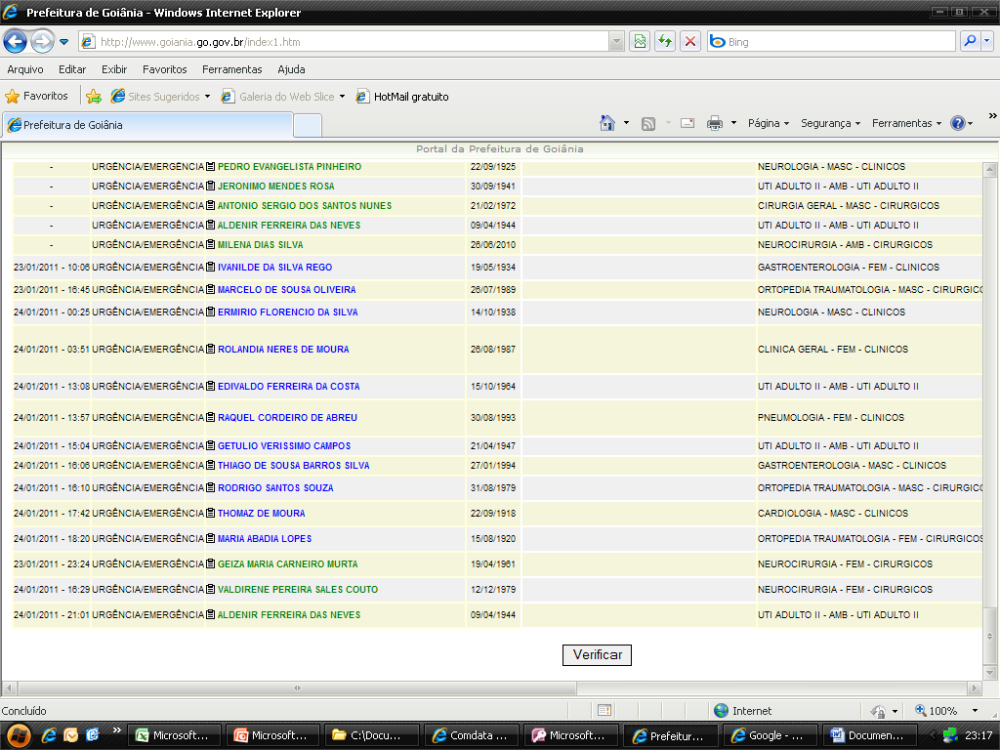 Prefeitura de Goiânia - Windows Internet Explorer
http://www.goiania.go.gov.br/index1.htm
Bing
Arquivo Editar Exibir Favoritos Ferramentas Ajuda
Favoritos Sites Sugeridos Galeria do Web Slice HotMail gratuito
Prefeitura de Goiânia Página Segurança Ferramentas »
Portal da Prefeitura de Goiânia
- URGÊNCIA/EMERGÊNCIA PEDRO EVANGELISTA PINHEIRO 22/09/1925 NEUROLOGIA - MASC - CLINICOS
- URGÊNCIA/EMERGÊNCIA JERONIMO MENDES ROSA 30/09/1941 UTI ADULTO II - AMB - UTI ADULTO II
- URGÊNCIA/EMERGÊNCIA ANTONIO SERGIO DOS SANTOS NUNES 21/02/1972 CIRURGIA GERAL - MASC - CIRURGICOS
- URGÊNCIA/EMERGÊNCIA ALDENIR FERREIRA DAS NEVES 09/04/1944 UTI ADULTO II - AMB - UTI ADULTO II
- URGÊNCIA/EMERGÊNCIA MILENA DIAS SILVA 26/06/2010 NEUROCIRURGIA - AMB - CIRURGICOS
23/01/2011 - 10:06 URGÊNCIA/EMERGÊNCIA IVANILDE DA SILVA REGO 19/05/1934 GASTROENTEROLOGIA - FEM - CLINICOS
23/01/2011 - 16:45 URGÊNCIA/EMERGÊNCIA MARCELO DE SOUSA OLIVEIRA 26/07/1989 ORTOPEDIA TRAUMATOLOGIA - MASC - CIRURGICO
24/01/2011 - 00:25 URGÊNCIA/EMERGÊNCIA ERMIRIO FLORENCIO DA SILVA 14/10/1938 NEUROLOGIA - MASC - CLINICOS
24/01/2011 - 03:51 URGÊNCIA/EMERGÊNCIA ROLANDIA NERES DE MOURA 26/08/1987 CLINICA GERAL - FEM - CLINICOS
24/01/2011 - 13:08 URGÊNCIA/EMERGÊNCIA EDIVALDO FERREIRA DA COSTA 15/10/1964 UTI ADULTO II - AMB - UTI ADULTO II
24/01/2011 - 13:57 URGÊNCIA/EMERGÊNCIA RAQUEL CORDEIRO DE ABREU 30/08/1993 PNEUMOLOGIA - FEM - CLINICOS
24/01/2011 - 15:04 URGÊNCIA/EMERGÊNCIA GETULIO VERISSIMO CAMPOS 21/04/1947 UTI ADULTO II - AMB - UTI ADULTO II
24/01/2011 - 16:06 URGÊNCIA/EMERGÊNCIA THIAGO DE SOUSA BARROS SILVA 27/01/1994 GASTROENTEROLOGIA - MASC - CLINICOS
24/01/2011 - 16:10 URGÊNCIA/EMERGÊNCIA RODRIGO SANTOS SOUZA 31/08/1979 ORTOPEDIA TRAUMATOLOGIA - MASC - CIRURGICO
24/01/2011 - 17:42 URGÊNCIA/EMERGÊNCIA THOMAZ DE MOURA 22/09/1918 CARDIOLOGIA - MASC - CLINICOS
24/01/2011 - 18:20 URGÊNCIA/EMERGÊNCIA MARIA ABADIA LOPES 15/08/1920 ORTOPEDIA TRAUMATOLOGIA - FEM - CIRURGICOS
23/01/2011 - 23:24 URGÊNCIA/EMERGÊNCIA GEIZA MARIA CARNEIRO MURTA 19/04/1961 NEUROCIRURGIA - FEM - CIRURGICOS
24/01/2011 - 16:29 URGÊNCIA/EMERGÊNCIA VALDIRENE PEREIRA SALES COUTO 12/12/1979 NEUROCIRURGIA - FEM - CIRURGICOS
24/01/2011 - 21:01 URGÊNCIA/EMERGÊNCIA ALDENIR FERREIRA DAS NEVES 09/04/1944 UTI ADULTO II - AMB - UTI ADULTO II
Verificar
Concluído Internet 100%
» Microsoft... Microsoft... C:\Docu... Comdata ... Microsoft... Prefeitur... Google - ... Documen... 23:17